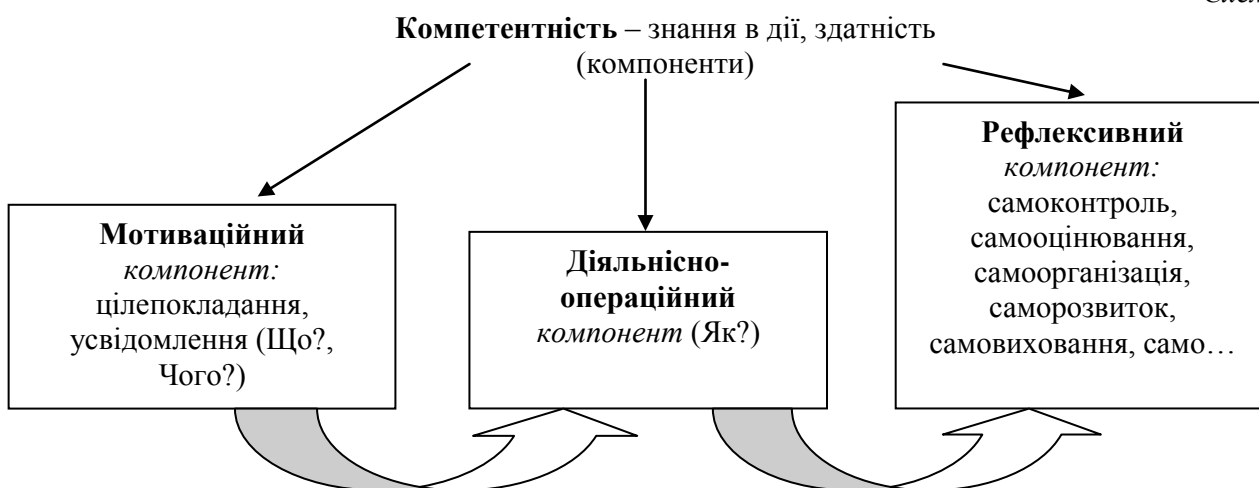 Компетентність – знання в дії, здатність
(компоненти)
Мотиваційний
компонент:
цілепокладання,
усвідомлення (Що?,
Чого?)
Діяльнісно-
операційний
компонент (Як?)
Рефлексивний
компонент:
самоконтроль,
самооцінювання,
самоорганізація,
саморозвиток,
самовиховання, само…